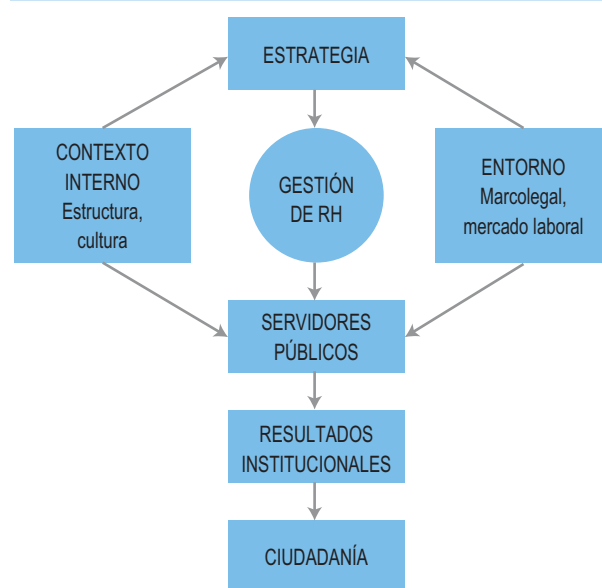 ESTRATEGIA
CONTEXTO
INTERNO
Estructura,
cultura
GESTIÓN
DE RH
ENTORNO
Marcolegal,
mercado laboral
SERVIDORES
PÚBLICOS
RESULTADOS
INSTITUCIONALES
CIUDADANÍA